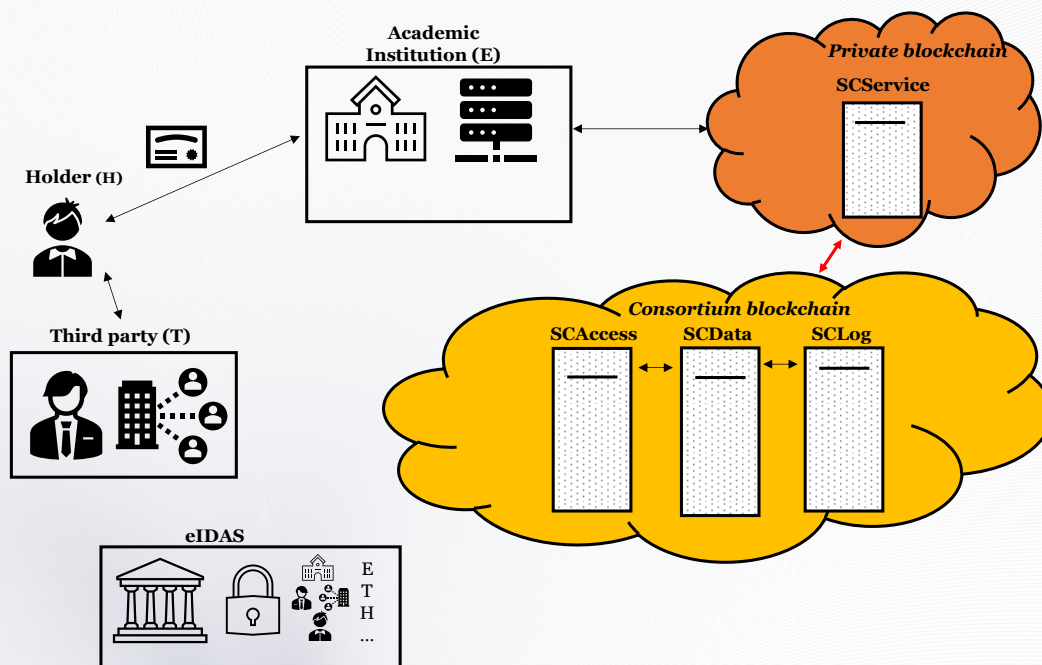 Academic
Institution (E)
Private blockchain
SCService
Holder (H)
Consortium blockchain
SCAccess
SCData
SCLog
Third party (T)
eIDAS
E
T
H
...